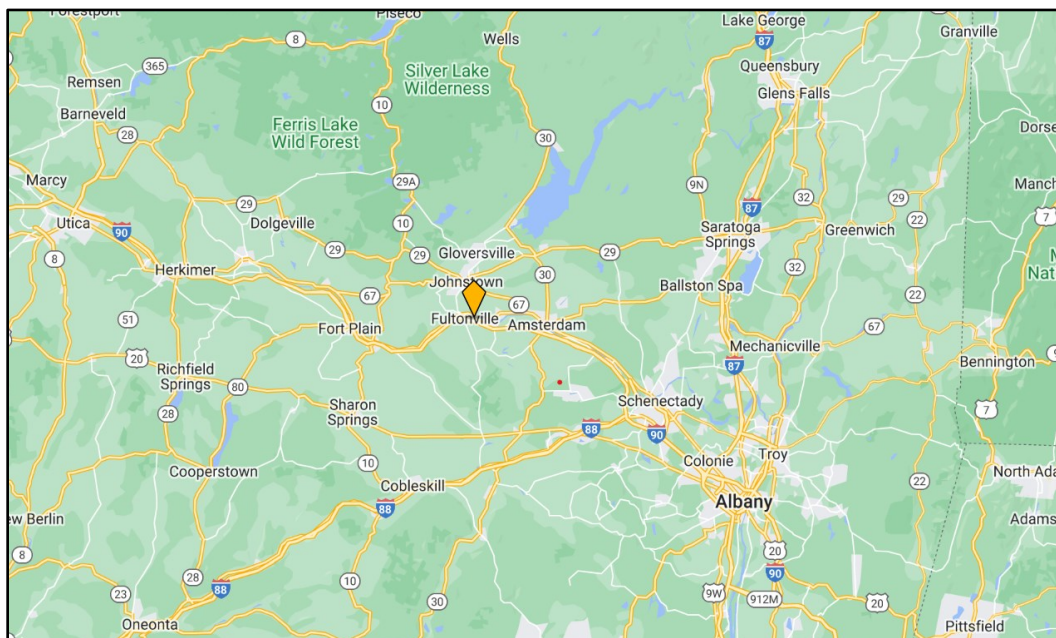 Forestport
Piseco
Lake George
Granville
8
Wells
87
365
Remsen
Silver Lake
Wilderness
Queensbury
Barneveld
10
Glens Falls
28
Ferris Lake
Wild Forest
30
Dorse
Marcy
29A
9N
32
29
Manch
29
Dolgeville
10
87
22
7
Utica
90
Saratoga
Springs
Greenwich
29
Gloversville
29
8
29
30
32
Nat
Herkimer
67
Johnstown
Ballston Spa
22
67
51
Fort Plain
Fultonville
Amsterdam
67
Mechanicville
20
87
Bennington
9
Richfield
Springs
80
Schenectady
28
Sharon
Springs
7
88
90
Troy
Cooperstown
10
Colonie
North Ada
Cobleskill
22
Albany
88
ew Berlin
Adams
8
20
28
90
23
88
10
9W
912M
20
30
Oneonta
Pittsfield